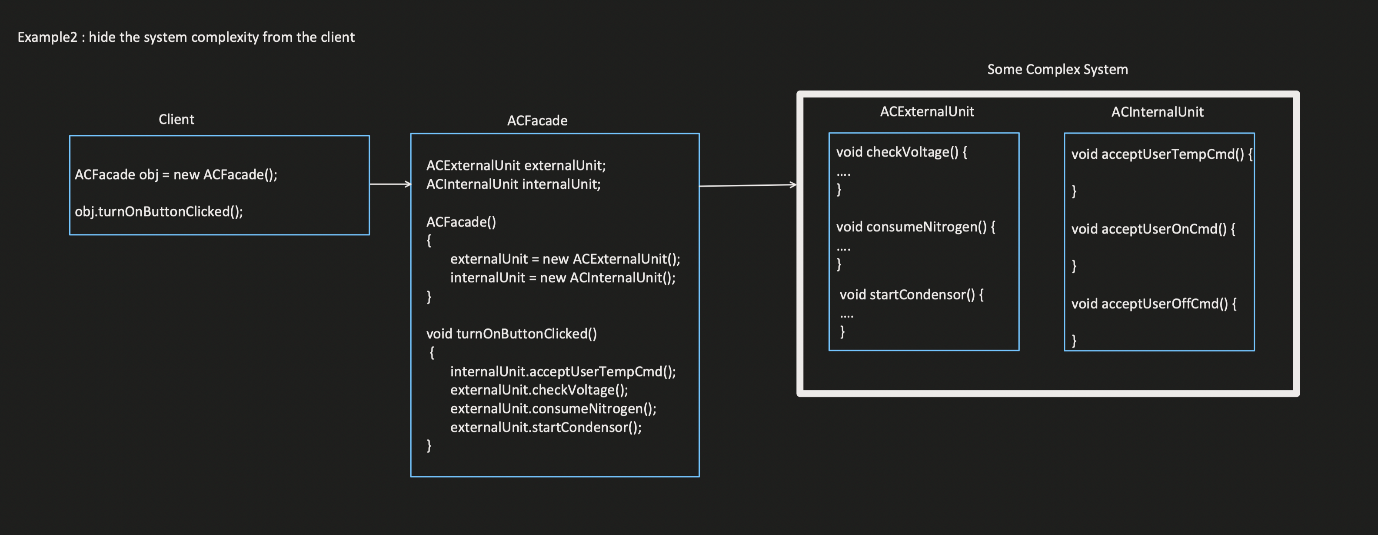 Example2 : hide the system complexity from the client
Client
ACFacade obj = new ACFacade();
obj.turnOnButtonClicked();
ACFacade
ACExternalUnit externalUnit;
ACInternalUnit internalUnit;
ACFacade()
{
externalUnit = new ACExternalUnit();
internalUnit = new ACInternalUnit();
}
void turnOnButtonClicked()
{
internalUnit.acceptUserTempCmd();
externalUnit.checkVoltage();
externalUnit.consumeNitrogen();
externalUnit.startCondensor();
}
Some Complex System
ACExternalUnit
void checkVoltage() {
....
}
void consumeNitrogen() {
....
}
void startCondensor() {
....
}
ACInternalUnit
void acceptUserTempCmd() {
}
void acceptUserOnCmd() {
}
void acceptUserOffCmd() {
}